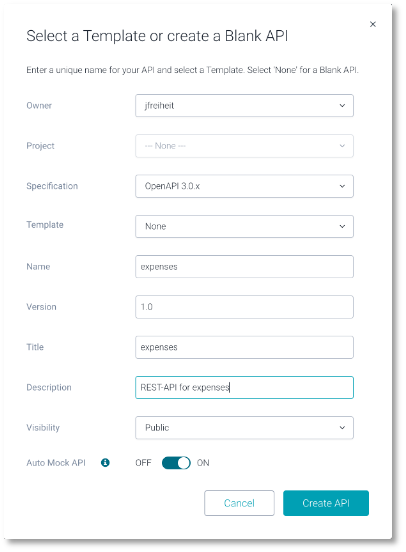 ×
Select a Template or create a Blank API
Enter a unique name for your API and select a Template. Select 'None' for a Blank API.
Owner jfreiheit
Project --- None ---
Specification OpenAPI 3.0.x
Template None
Name expenses
Version 1.0
Title expenses
Description REST-API for expenses
Visibility Public
Auto Mock API i OFF ON
Cancel Create API